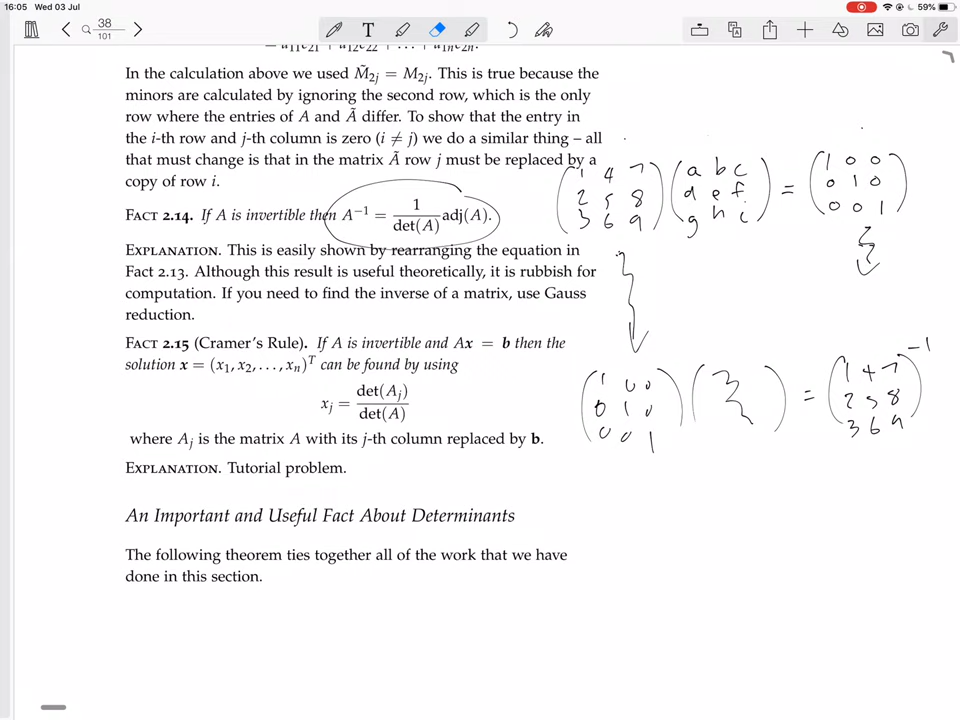 16:05 Wed 03 Jul
59%
38
101
T
= a₁₁c₂₁ + a₁₂c₂₂ + … + a₁ₙc₂ₙ.
In the calculation above we used M̃₂ⱼ = M₂ⱼ. This is true because the
minors are calculated by ignoring the second row, which is the only
row where the entries of A and Ã differ. To show that the entry in
the i-th row and j-th column is zero (i ≠ j) we do a similar thing – all
that must change is that in the matrix Ã row j must be replaced by a
copy of row i.
Fact 2.14. If A is invertible then A⁻¹ = 1/det(A) adj(A).
Explanation. This is easily shown by rearranging the equation in
Fact 2.13. Although this result is useful theoretically, it is rubbish for
computation. If you need to find the inverse of a matrix, use Gauss
reduction.
Fact 2.15 (Cramer's Rule). If A is invertible and Ax = b then the
solution x = (x₁, x₂, …, xₙ)ᵀ can be found by using
xⱼ = det(Aⱼ)/det(A)
where Aⱼ is the matrix A with its j-th column replaced by b.
Explanation. Tutorial problem.
An Important and Useful Fact About Determinants
The following theorem ties together all of the work that we have
done in this section.
(1 4 7) (a b c) = (1 0 0)
(2 5 8) (d e f) (0 1 0)
(3 6 9) (g h i) (0 0 1)
(1 0 0) ( ) = (1 4 7)⁻¹
(0 1 0) (2 5 8)
(0 0 1) (3 6 9)